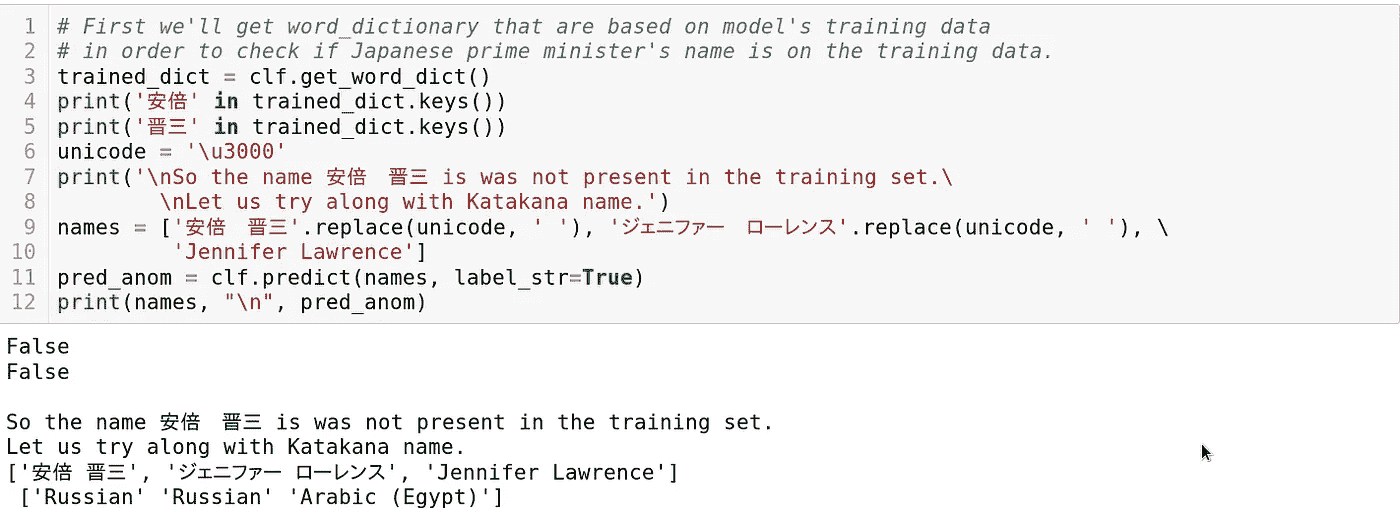 1 # First we'll get word_dictionary that are based on model's training data
2 # in order to check if Japanese prime minister's name is on the training data.
3 trained_dict = clf.get_word_dict()
4 print('安倍' in trained_dict.keys())
5 print('晋三' in trained_dict.keys())
6 unicode = '\u3000'
7 print('\nSo the name 安倍　晋三 is was not present in the training set.\
8        \nLet us try along with Katakana name.')
9 names = ['安倍　晋三'.replace(unicode, ' '), 'ジェニファー　ローレンス'.replace(unicode, ' '), \
10         'Jennifer Lawrence']
11 pred_anom = clf.predict(names, label_str=True)
12 print(names, "\n", pred_anom)
False
False
So the name 安倍　晋三 is was not present in the training set.
Let us try along with Katakana name.
['安倍 晋三', 'ジェニファー ローレンス', 'Jennifer Lawrence']
 ['Russian' 'Russian' 'Arabic (Egypt)']